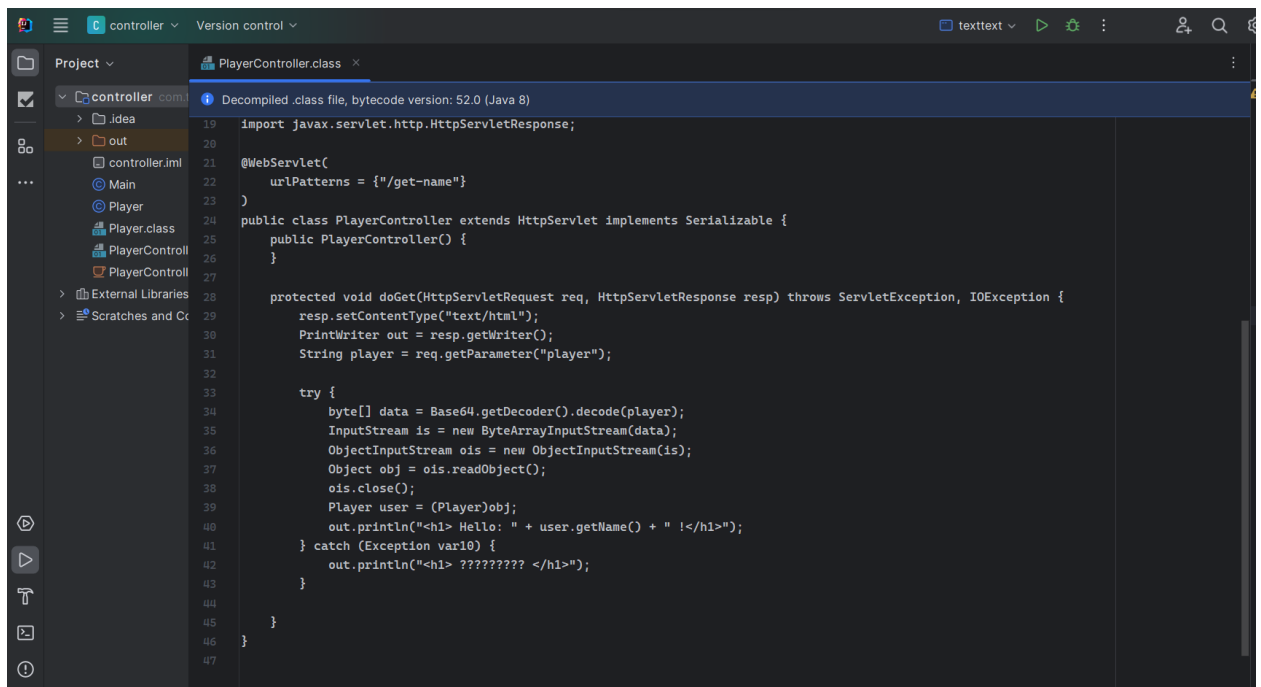 C controller Version control texttext
Project
PlayerController.class
controller
Decompiled .class file, bytecode version: 52.0 (Java 8)
.idea
out
controller.iml
Main
Player
Player.class
PlayerControll
PlayerControll
External Libraries
Scratches and Co
19 import javax.servlet.http.HttpServletResponse;
20
21 @WebServlet(
22 urlPatterns = {"/get-name"}
23 )
24 public class PlayerController extends HttpServlet implements Serializable {
25 public PlayerController() {
26 }
27
28 protected void doGet(HttpServletRequest req, HttpServletResponse resp) throws ServletException, IOException {
29 resp.setContentType("text/html");
30 PrintWriter out = resp.getWriter();
31 String player = req.getParameter("player");
32
33 try {
34 byte[] data = Base64.getDecoder().decode(player);
35 InputStream is = new ByteArrayInputStream(data);
36 ObjectInputStream ois = new ObjectInputStream(is);
37 Object obj = ois.readObject();
38 ois.close();
39 Player user = (Player)obj;
40 out.println("<h1> Hello: " + user.getName() + " !</h1>");
41 } catch (Exception var10) {
42 out.println("<h1> ????????? </h1>");
43 }
44
45 }
46 }
47